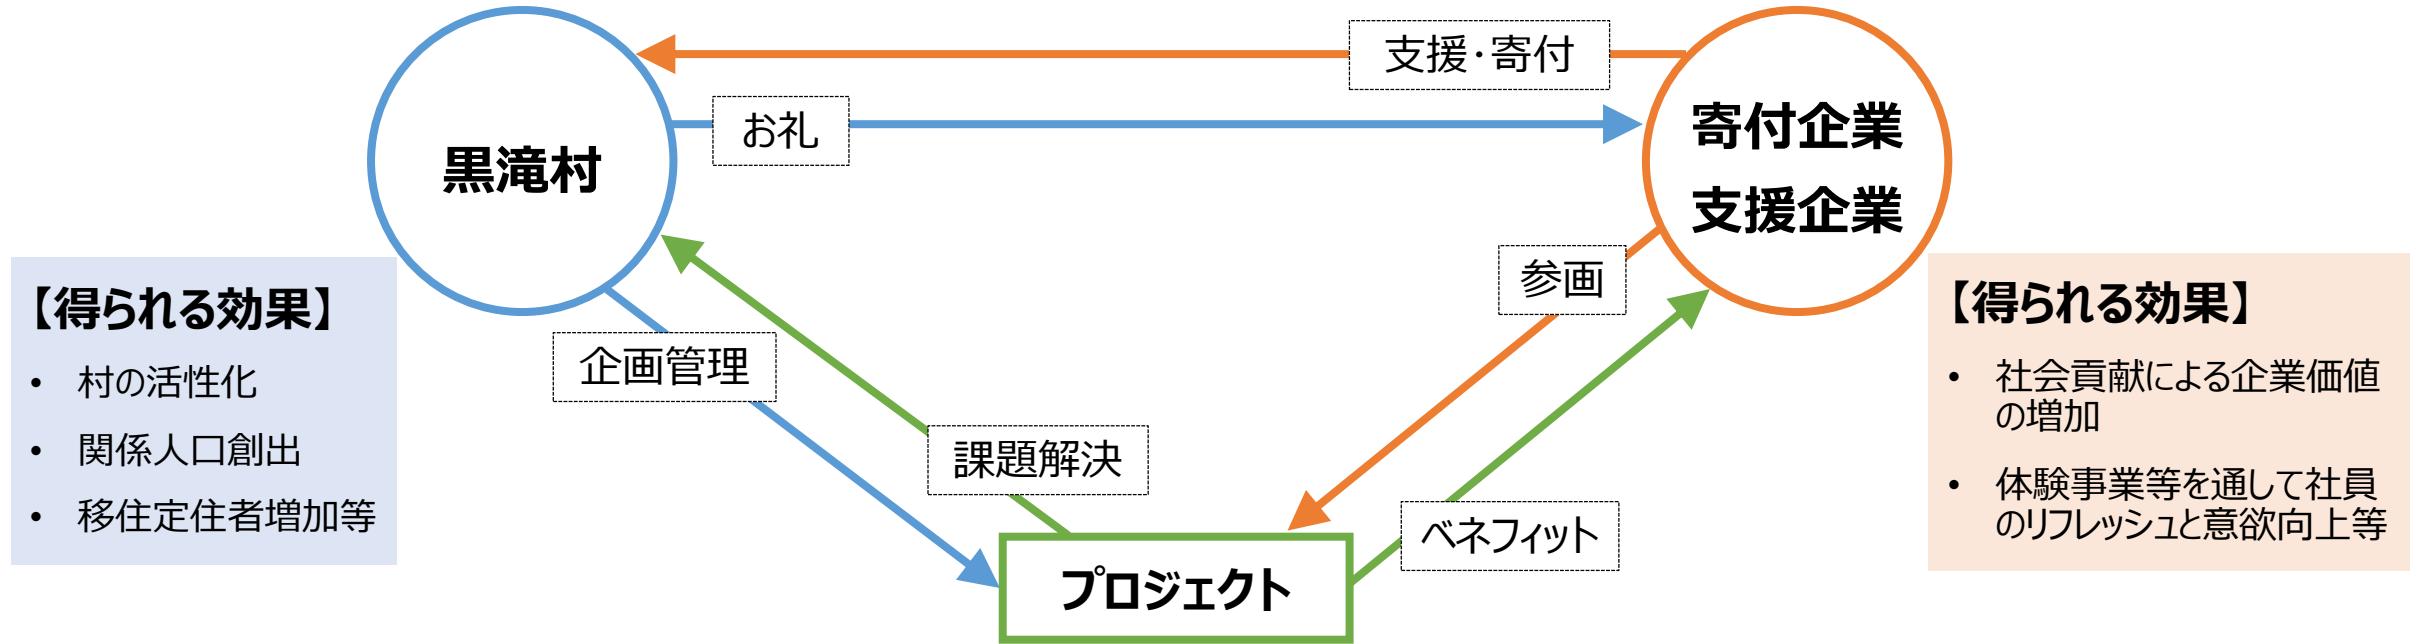 支援・寄付
お礼
黒滝村
寄付企業
支援企業
参画
企画管理
課題解決
ベネフィット
プロジェクト
【得られる効果】
• 村の活性化
• 関係人口創出
• 移住定住者増加等
【得られる効果】
• 社会貢献による企業価値
の増加
• 体験事業等を通して社員
のリフレッシュと意欲向上等